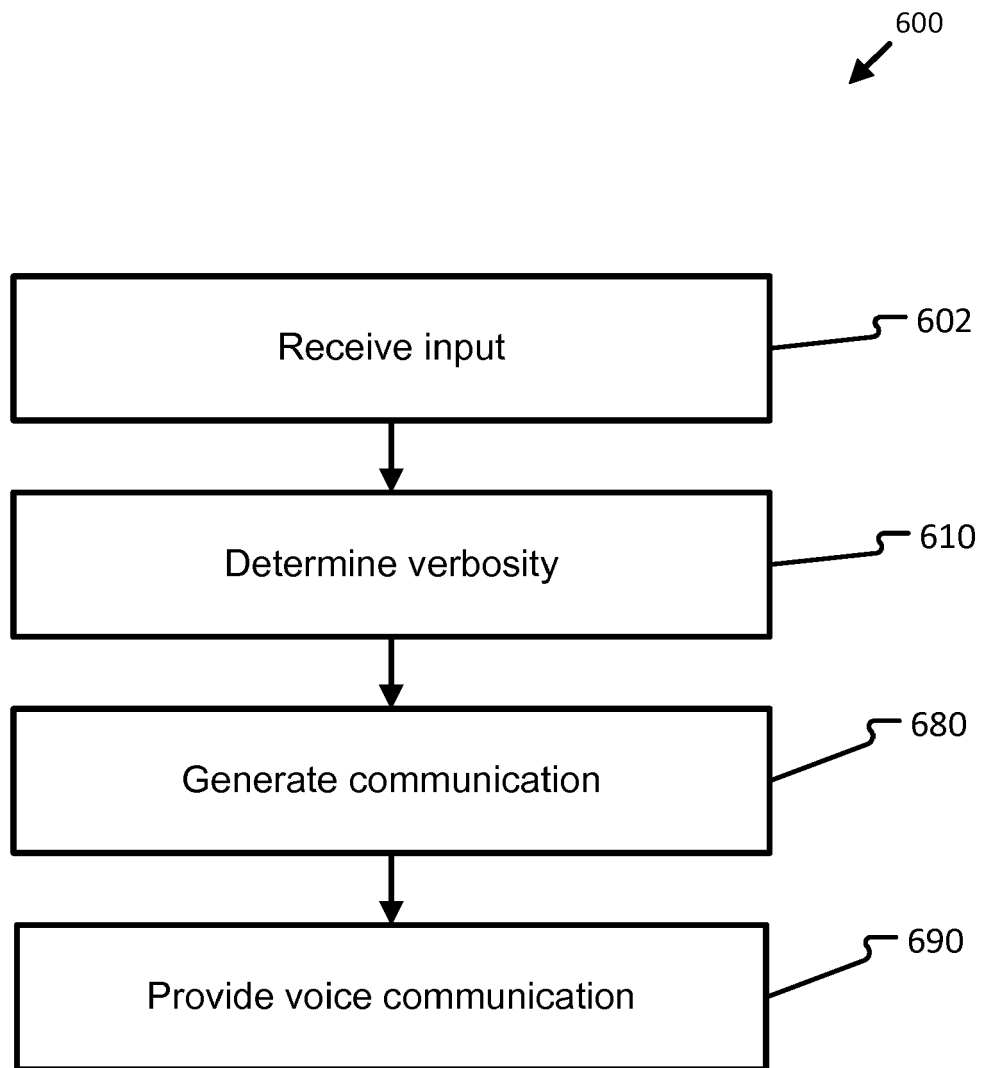 600
Receive input
602
Determine verbosity
610
Generate communication
680
Provide voice communication
690